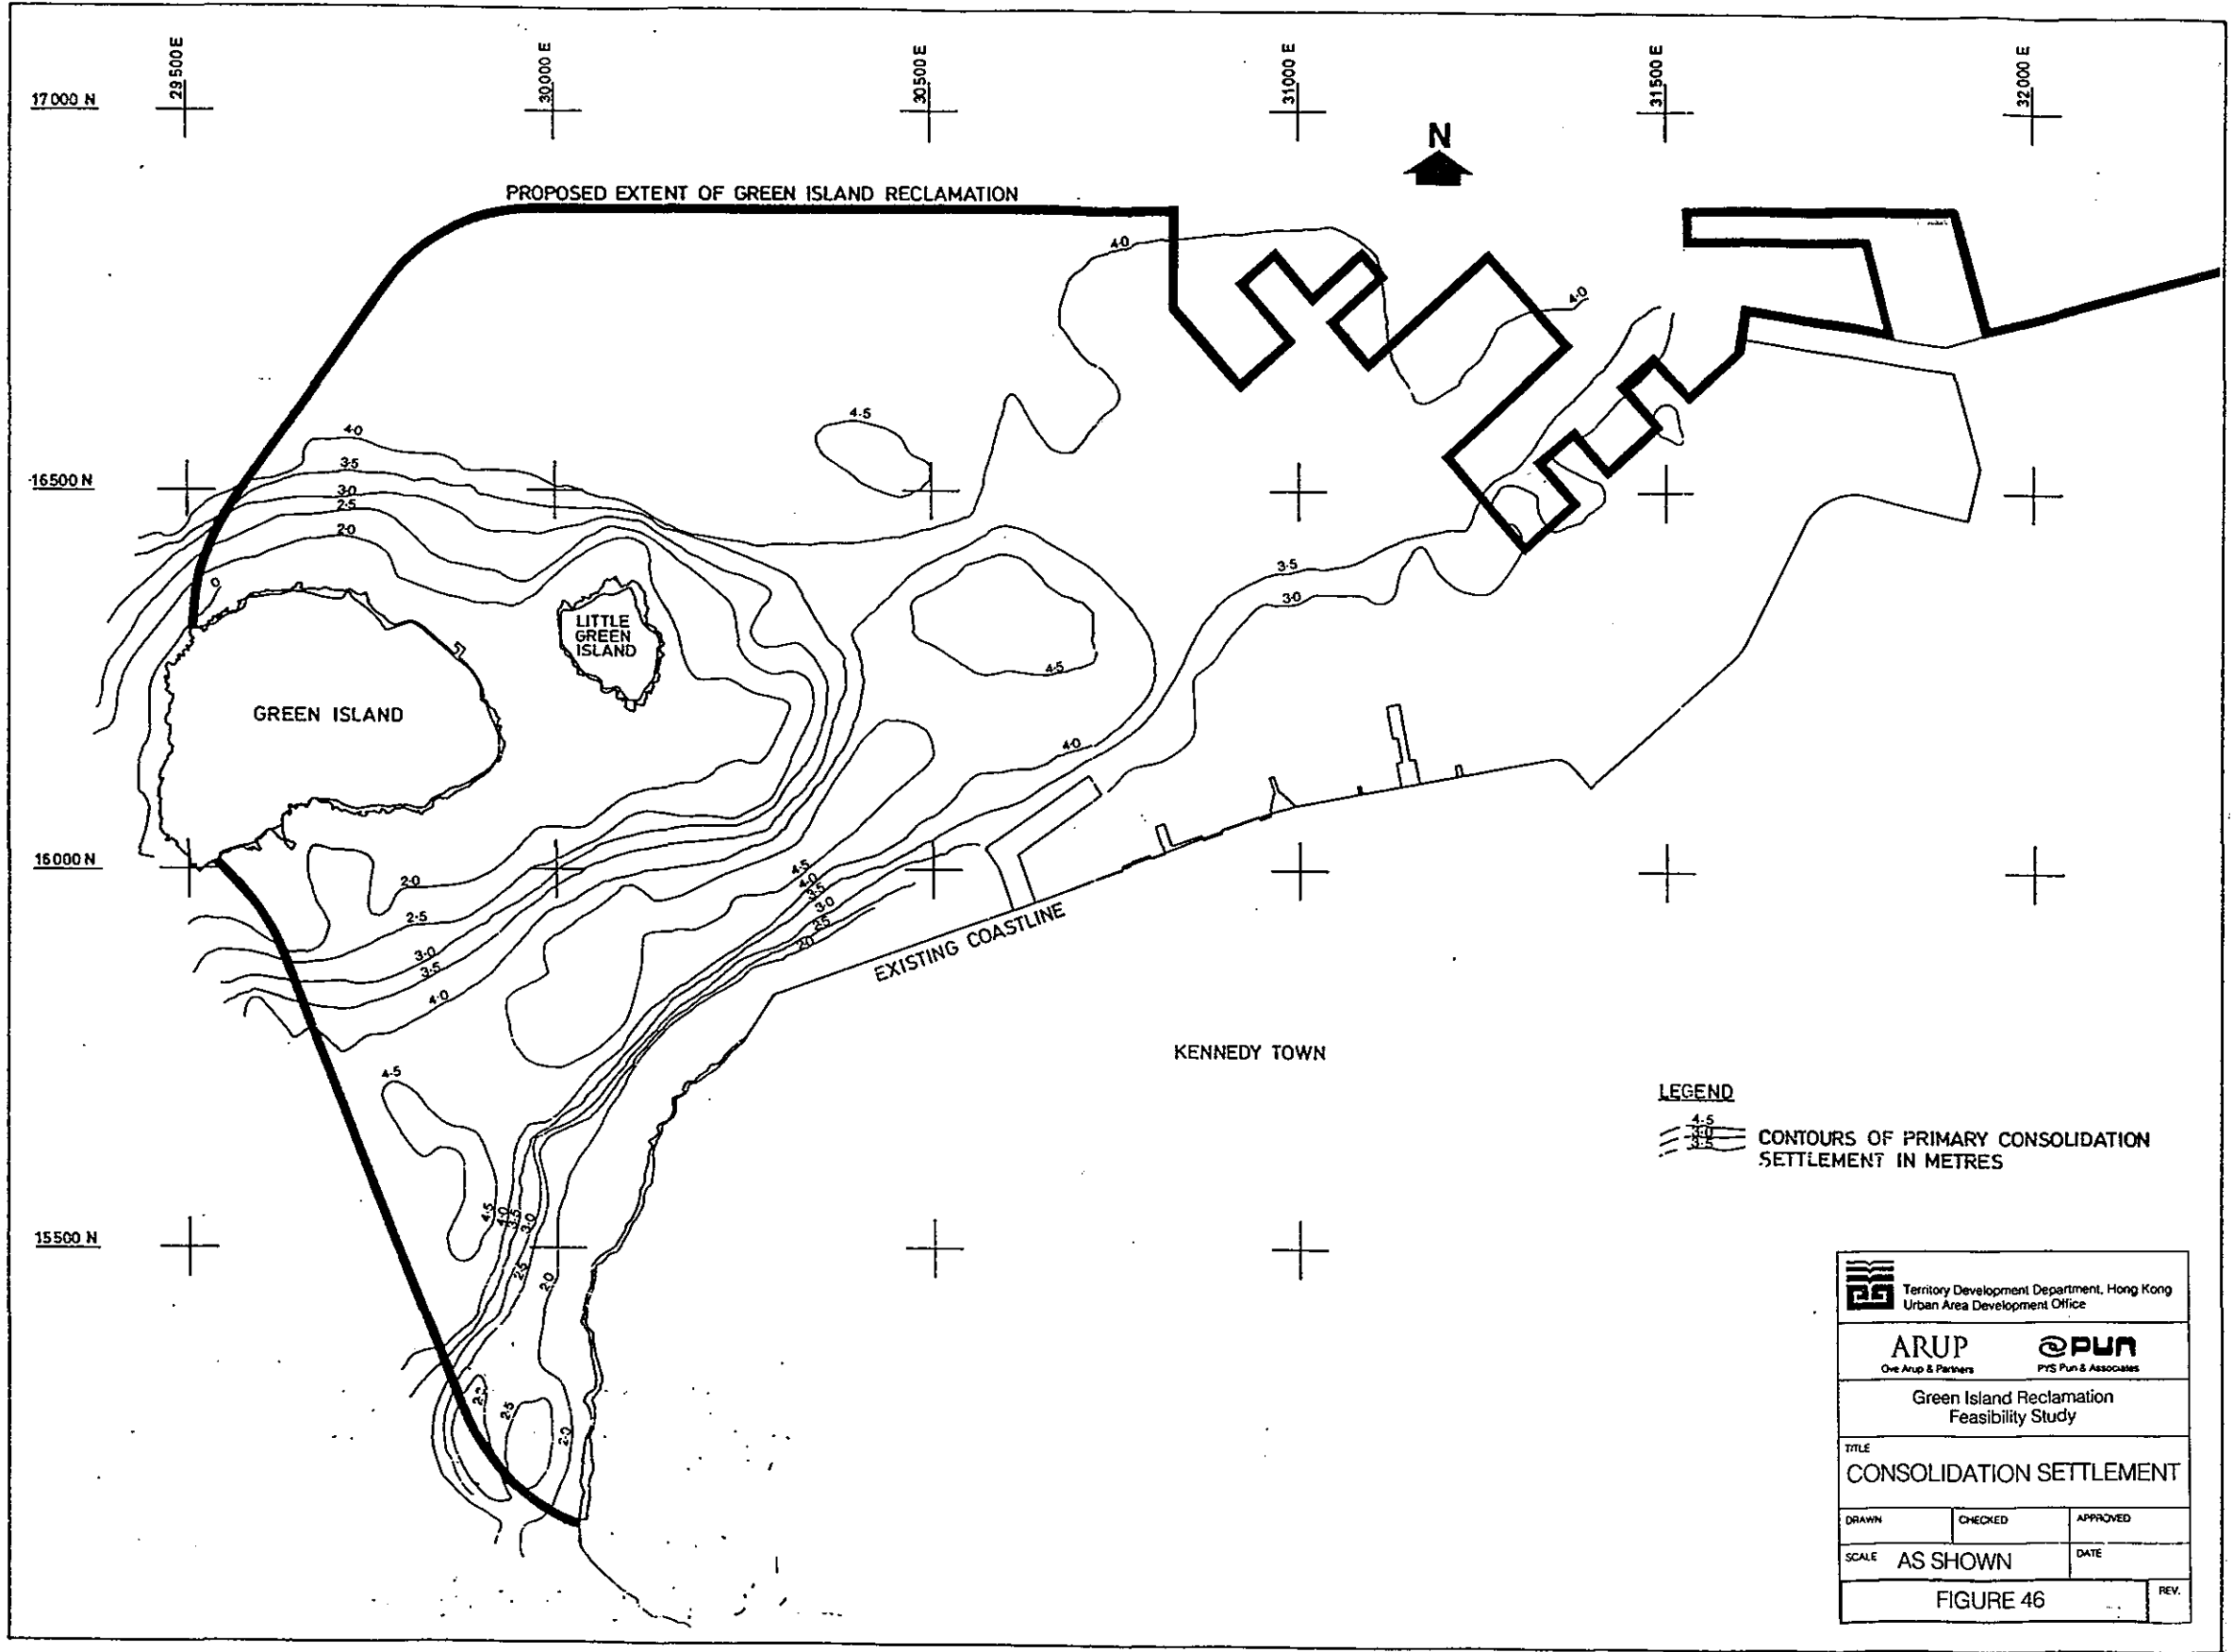 29500 E
30000 E
30500 E
31000 E
31500 E
32000 E
17000 N
N
PROPOSED EXTENT OF GREEN ISLAND RECLAMATION
4·0
4·0
4·5
4·0
3·5
3·0
2·5
2·0
16500 N
0
3·5
3·0
LITTLE
GREEN
ISLAND
4·5
GREEN ISLAND
4·0
16000 N
4·5
4·0
3·5
3·0
2·5
2·0
2·0
2·5
3·0
3·5
4·0
EXISTING COASTLINE
KENNEDY TOWN
4·5
LEGEND
4·5
CONTOURS OF PRIMARY CONSOLIDATION
SETTLEMENT IN METRES
15500 N
4·5
4·0
3·5
3·0
2·5
2·0
2·5
2·0
Territory Development Department, Hong Kong
Urban Area Development Office
ARUP
Ove Arup & Partners
PUN
PYS Pun & Associates
Green Island Reclamation
Feasibility Study
TITLE
CONSOLIDATION SETTLEMENT
DRAWN
CHECKED
APPROVED
SCALE AS SHOWN
DATE
FIGURE 46
REV.